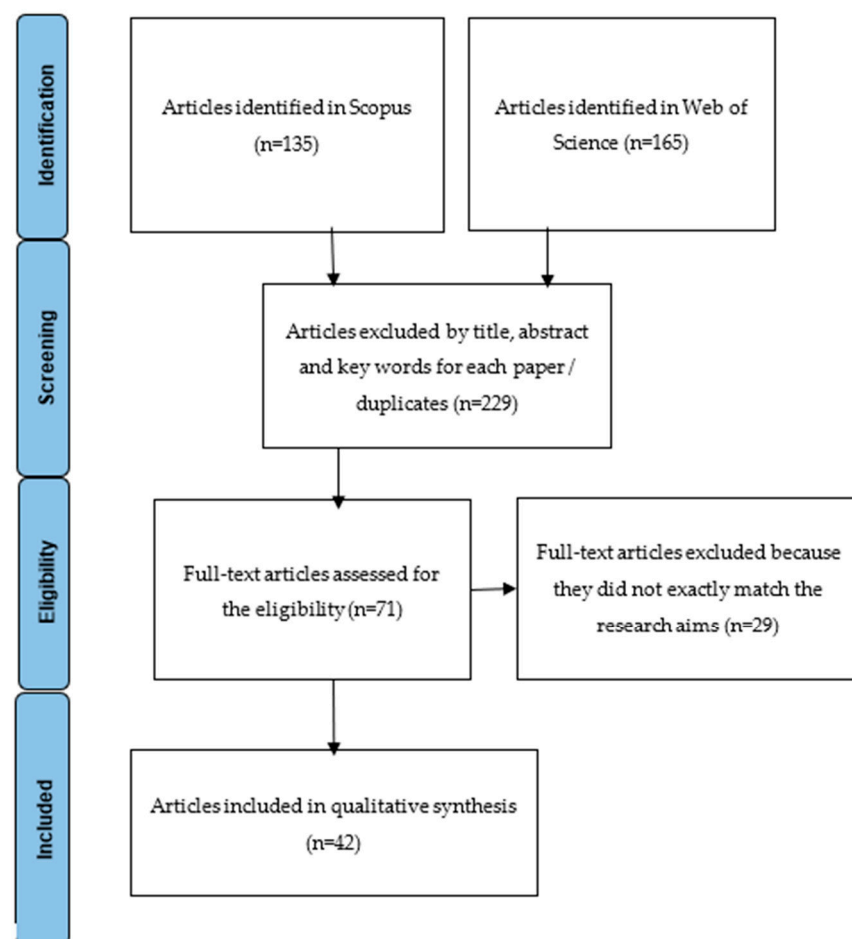 Identification
Articles identified in Scopus
(n=135)
Articles identified in Web of
Science (n=165)
Screening
Articles excluded by title, abstract
and key words for each paper /
duplicates (n=229)
Eligibility
Full-text articles assessed for
the eligibility (n=71)
Full-text articles excluded because
they did not exactly match the
research aims (n=29)
Included
Articles included in qualitative synthesis
(n=42)